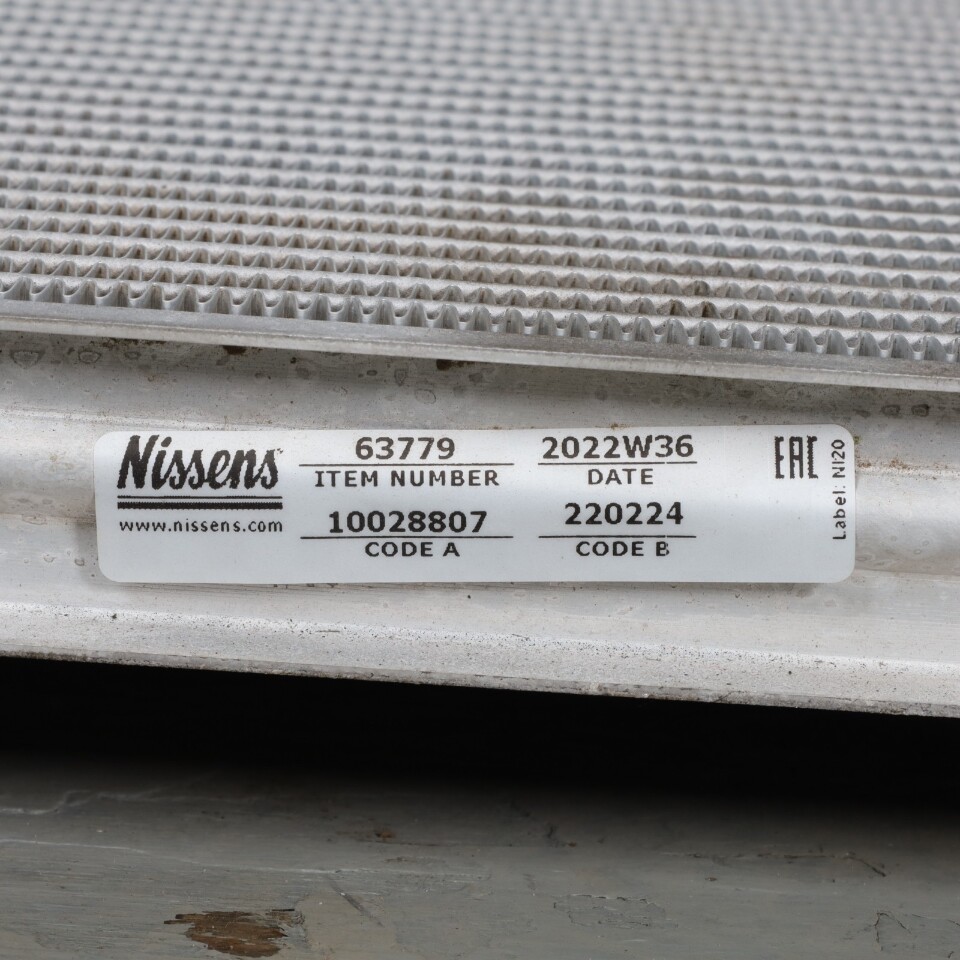 Nissens
www.nissens.com
63779
ITEM NUMBER
10028807
CODE A
2022W36
DATE
220224
CODE B
EAC
Label: NI20